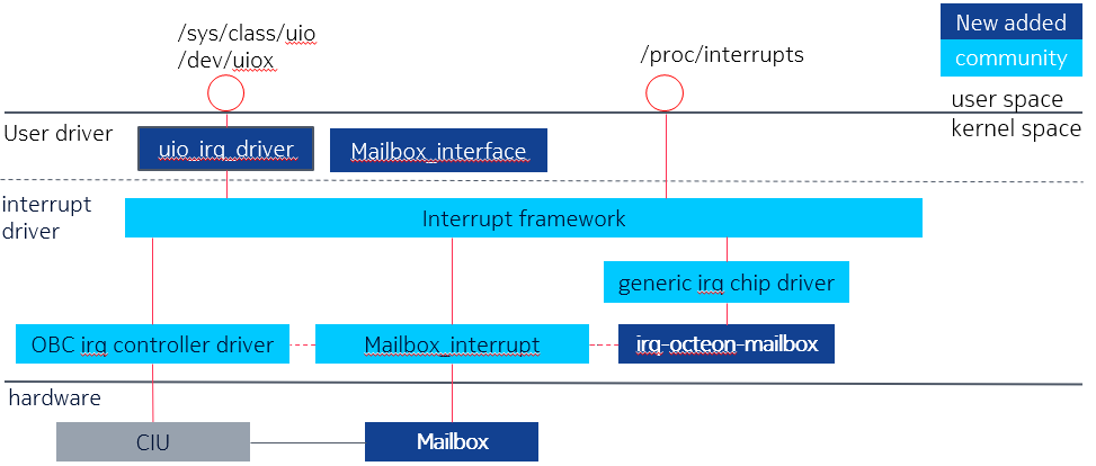 /sys/class/uio
/dev/uiox
/proc/interrupts
New added
community
user space
kernel space
User driver
uio_irq_driver
Mailbox_interface
interrupt
driver
Interrupt framework
generic irq chip driver
OBC irq controller driver
Mailbox_interrupt
irq-octeon-mailbox
hardware
CIU
Mailbox